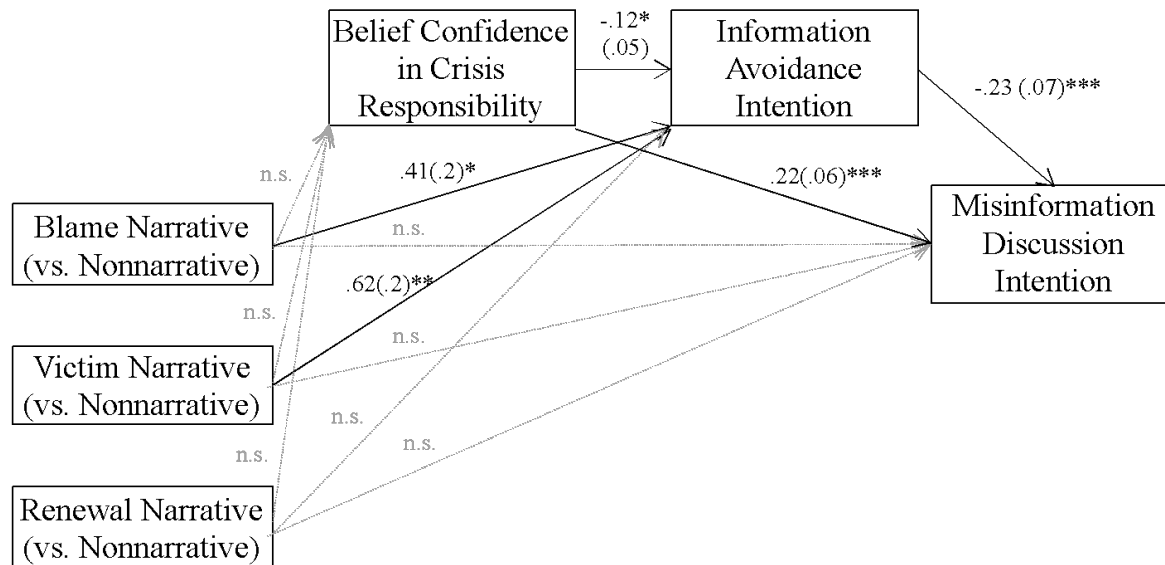 Belief Confidence
in Crisis
Responsibility
-.12*
(.05)
Information
Avoidance
Intention
-.23 (.07)***
n.s.
.41(.2)*
.22(.06)***
Blame Narrative
(vs. Nonnarrative)
n.s.
Misinformation
Discussion
Intention
.62(.2)**
n.s.
n.s.
Victim Narrative
(vs. Nonnarrative)
n.s.
n.s.
n.s.
Renewal Narrative
(vs. Nonnarrative)